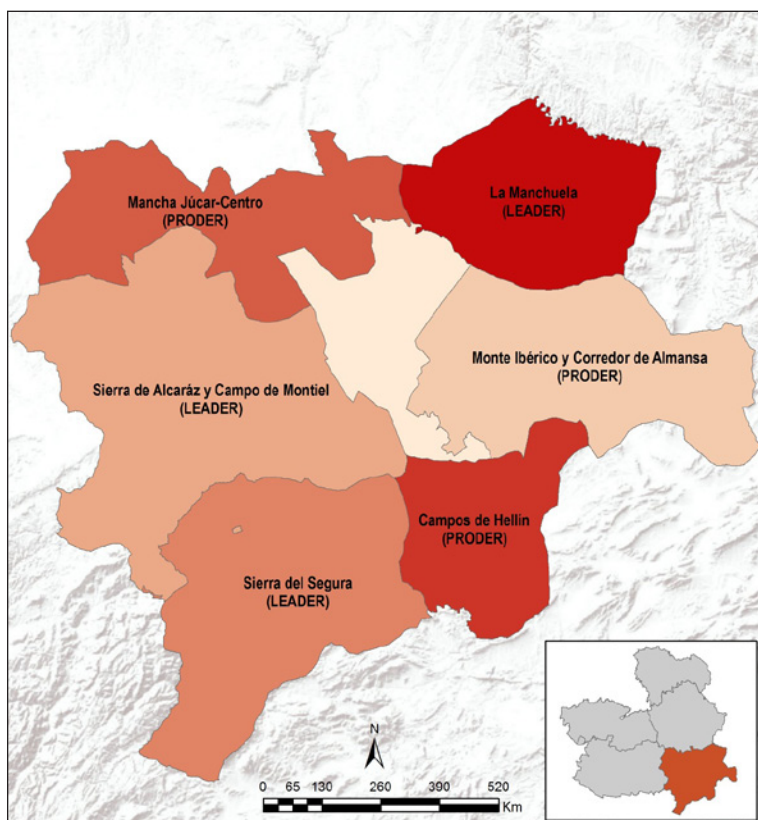 Mancha Júcar-Centro
(PRODER)
La Manchuela
(LEADER)
Monte Ibérico y Corredor de Almansa
(PRODER)
Sierra de Alcaráz y Campo de Montiel
(LEADER)
Campos de Hellín
(PRODER)
Sierra del Segura
(LEADER)
N
0 65 130 260 390 520
Km